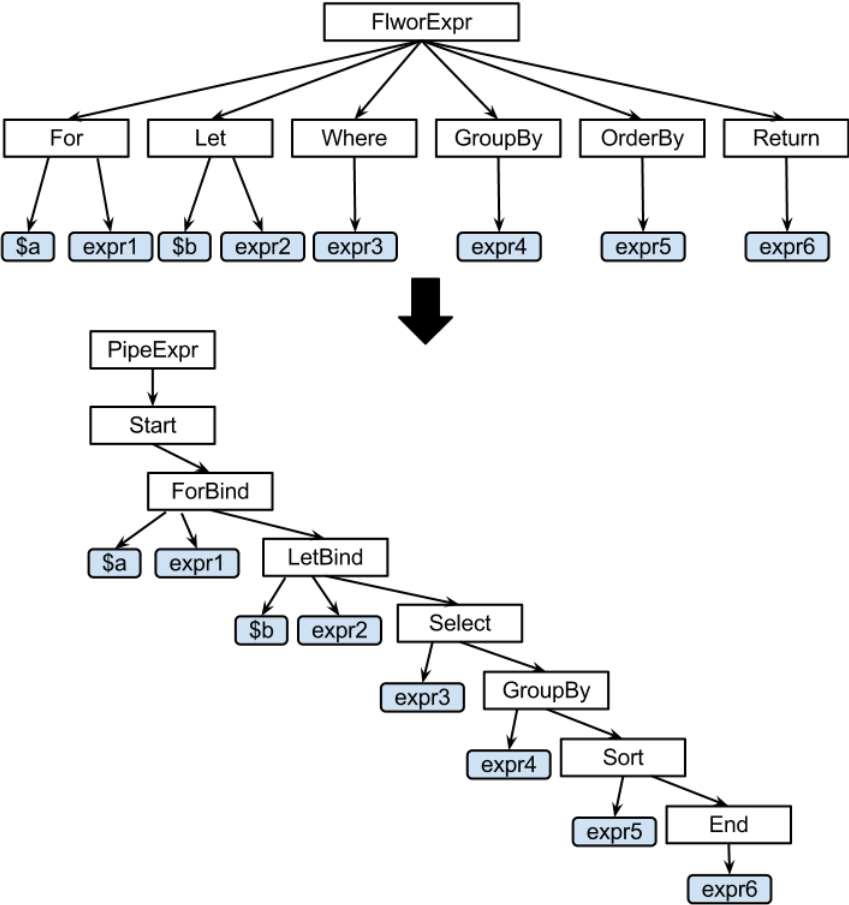 FlworExpr
For Let Where GroupBy OrderBy Return
$a expr1 $b expr2 expr3 expr4 expr5 expr6
PipeExpr
Start
ForBind
$a expr1 LetBind
$b expr2 Select
expr3 GroupBy
expr4 Sort
expr5 End
expr6